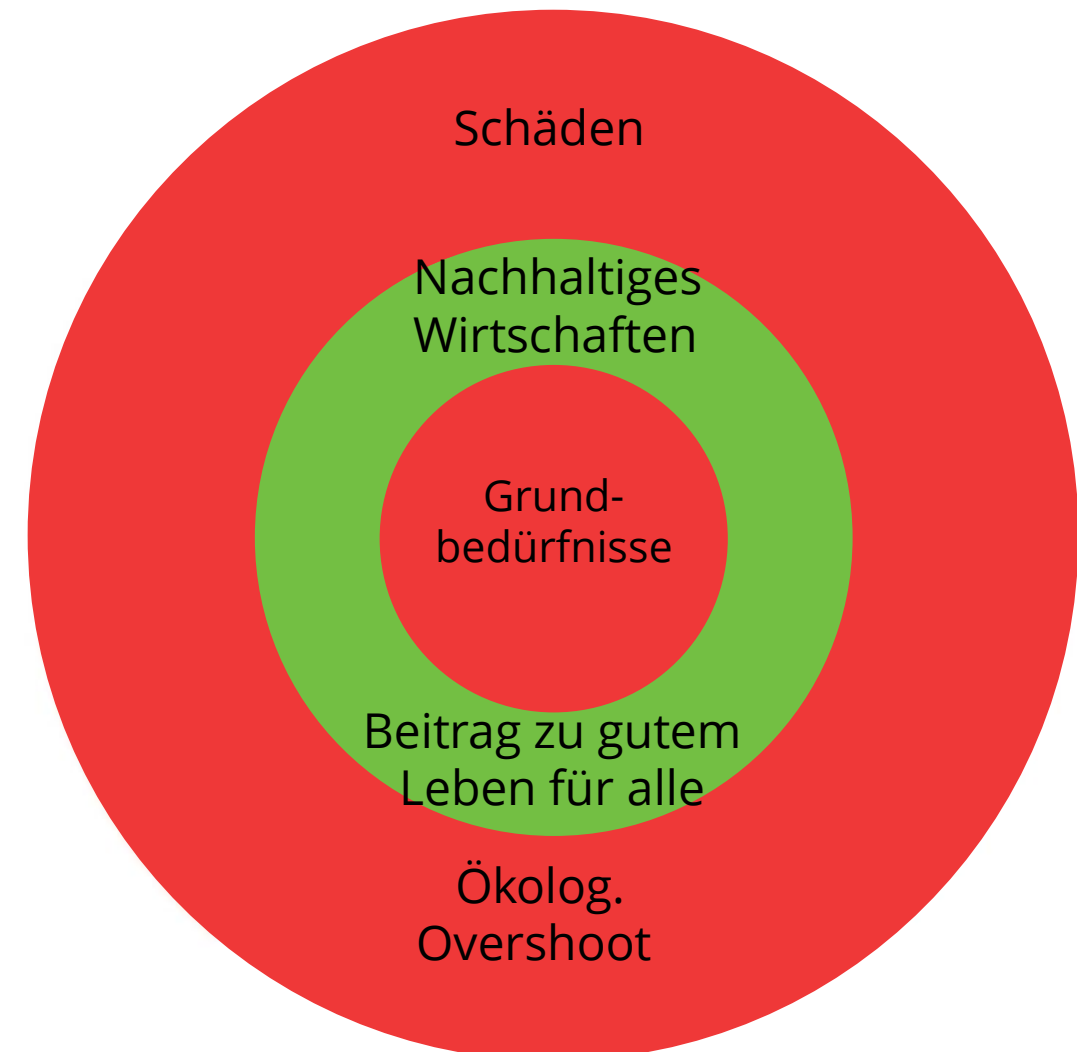 Schäden
Nachhaltiges
Wirtschaften
Grund-
bedürfnisse
Beitrag zu gutem
Leben für alle
Ökolog.
Overshoot